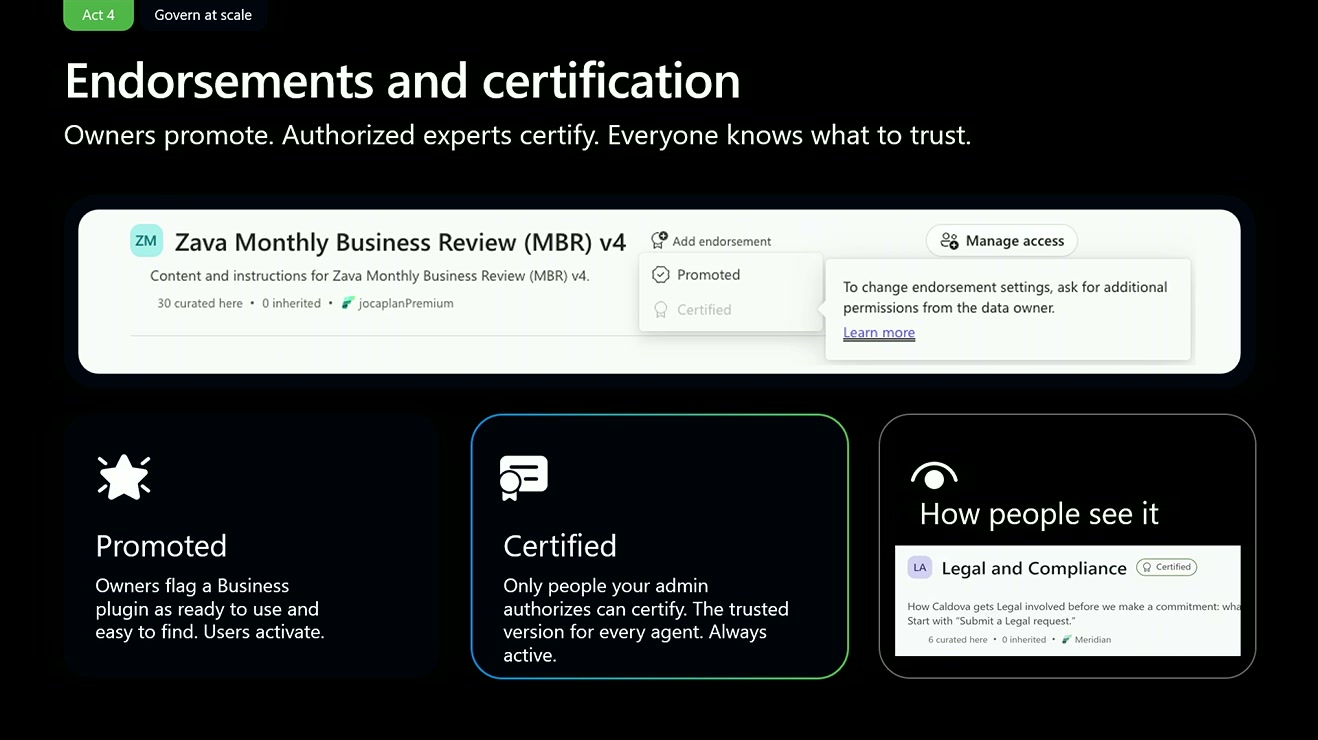 Act 4
Govern at scale
Endorsements and certification
Owners promote. Authorized experts certify. Everyone knows what to trust.
ZM
Zava Monthly Business Review (MBR) v4
Add endorsement
Manage access
Content and instructions for Zava Monthly Business Review (MBR) v4.
30 curated here • 0 inherited • jocaplanPremium
Promoted
Certified
To change endorsement settings, ask for additional
permissions from the data owner.
Learn more
Promoted
Owners flag a Business
plugin as ready to use and
easy to find. Users activate.
Certified
Only people your admin
authorizes can certify. The trusted
version for every agent. Always
active.
How people see it
LA
Legal and Compliance
Certified
How Caldova gets Legal involved before we make a commitment: wha
Start with "Submit a Legal request."
6 curated here • 0 inherited • Meridian